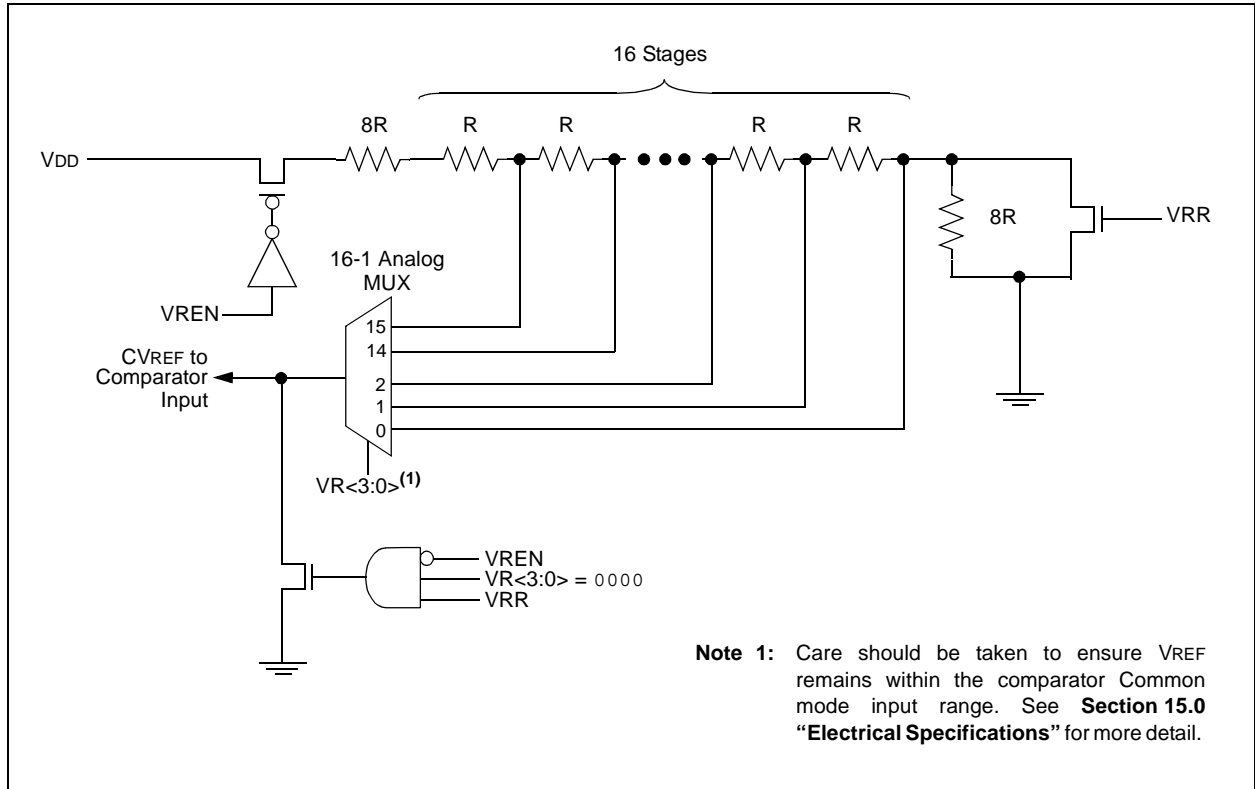 16 Stages
8R R R R R
VDD
8R
VRR
16-1 Analog
MUX
VREN
15
14
2
1
0
CVREF to
Comparator
Input
VR<3:0>(1)
VREN
VR<3:0> = 0000
VRR
Note 1: Care should be taken to ensure VREF
remains within the comparator Common
mode input range. See Section 15.0
“Electrical Specifications” for more detail.